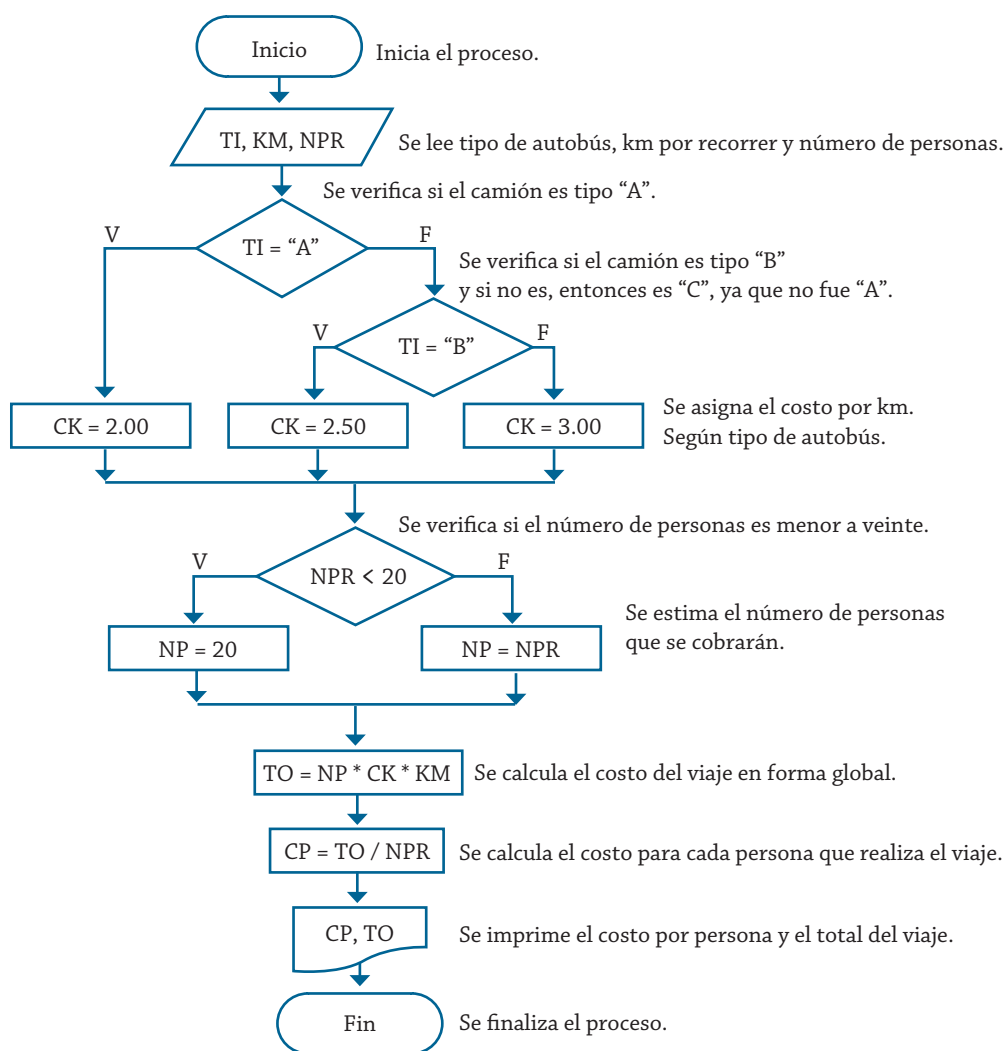 Inicio
Inicia el proceso.
TI, KM, NPR
Se lee tipo de autobús, km por recorrer y número de personas.
Se verifica si el camión es tipo “A”.
V
TI = “A”
F
Se verifica si el camión es tipo “B”
y si no es, entonces es “C”, ya que no fue “A”.
V
TI = “B”
F
CK = 2.00
CK = 2.50
CK = 3.00
Se asigna el costo por km.
Según tipo de autobús.
Se verifica si el número de personas es menor a veinte.
V
NPR < 20
F
NP = 20
NP = NPR
Se estima el número de personas
que se cobrarán.
TO = NP * CK * KM
Se calcula el costo del viaje en forma global.
CP = TO / NPR
Se calcula el costo para cada persona que realiza el viaje.
CP, TO
Se imprime el costo por persona y el total del viaje.
Fin
Se finaliza el proceso.